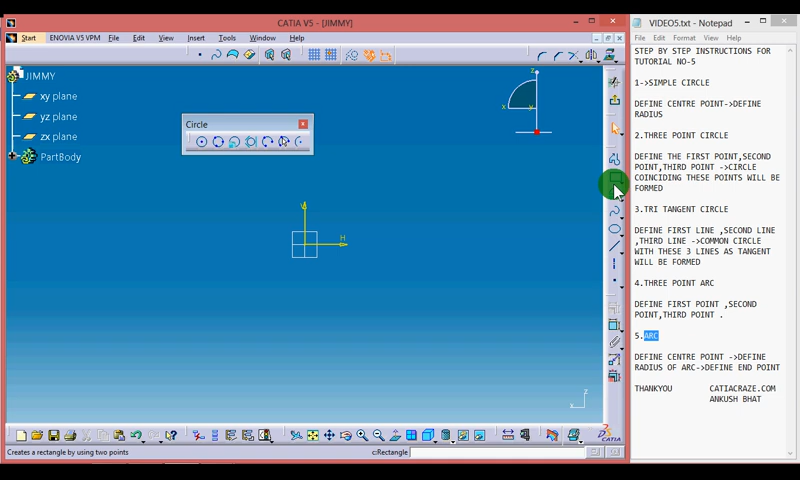 CATIA V5 - [JIMMY]
Start ENOVIA V5 VPM File Edit View Insert Tools Window Help
JIMMY
xy plane
yz plane
zx plane
PartBody
Circle
z
x
y
V
H
z
x
CATIA
Creates a rectangle by using two points
c:Rectangle
VIDEO5.txt - Notepad
File Edit Format View Help
STEP BY STEP INSTRUCTIONS FOR
TUTORIAL NO-5
1->SIMPLE CIRCLE
DEFINE CENTRE POINT->DEFINE
RADIUS
2.THREE POINT CIRCLE
DEFINE THE FIRST POINT,SECOND
POINT,THIRD POINT ->CIRCLE
COINCIDING THESE POINTS WILL BE
FORMED
3.TRI TANGENT CIRCLE
DEFINE FIRST LINE ,SECOND LINE
,THIRD LINE ->COMMON CIRCLE
WITH THESE 3 LINES AS TANGENT
WILL BE FORMED
4.THREE POINT ARC
DEFINE FIRST POINT ,SECOND
POINT,THIRD POINT .
5.ARC
DEFINE CENTRE POINT ->DEFINE
RADIUS OF ARC->DEFINE END POINT
THANKYOU CATIACRAZE.COM
ANKUSH BHAT